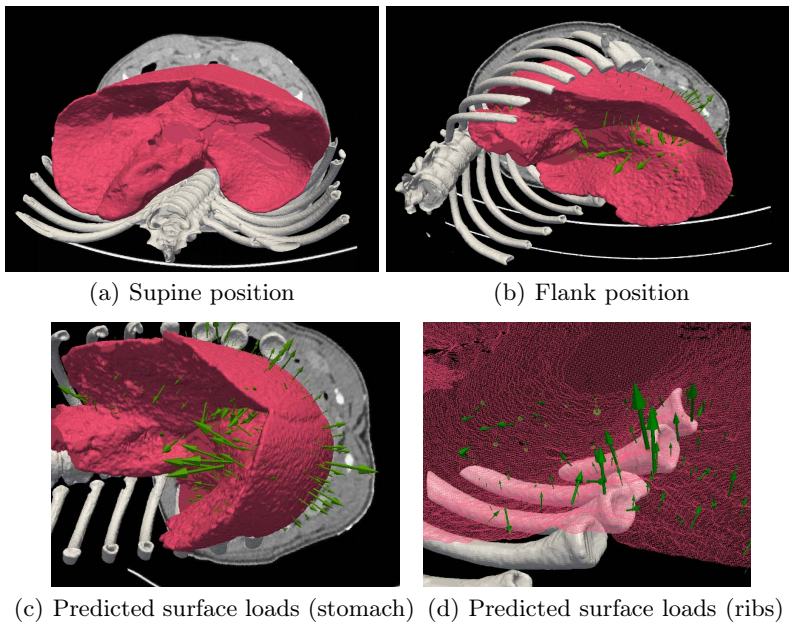 (a) Supine position
(b) Flank position
(c) Predicted surface loads (stomach)
(d) Predicted surface loads (ribs)